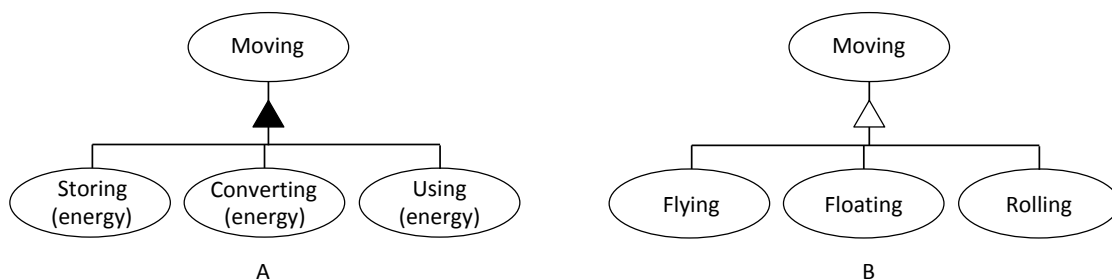 Moving
Moving
Storing
(energy)
Converting
(energy)
Using
(energy)
Flying
Floating
Rolling
A
B